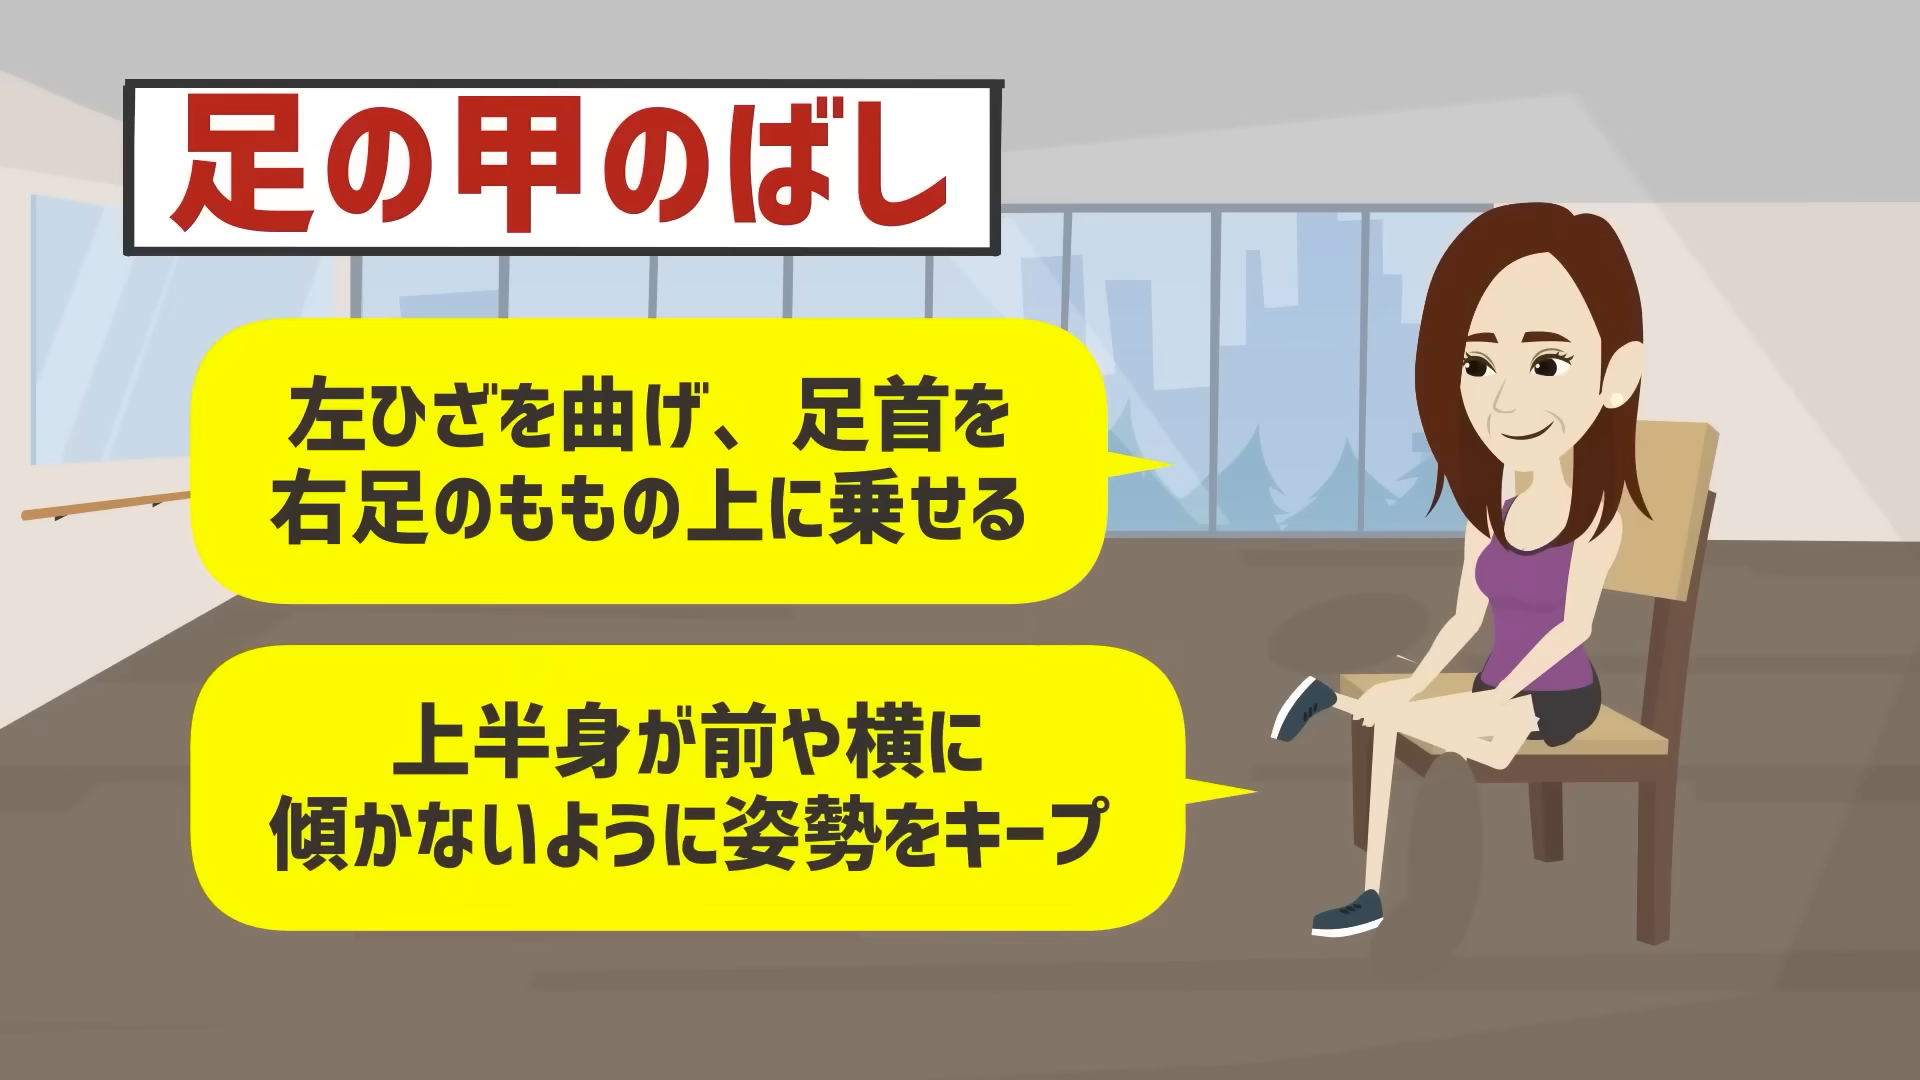 足の甲のばし
左ひざを曲げ、足首を
右足のももの上に乗せる
上半身が前や横に
傾かないように姿勢をキープ